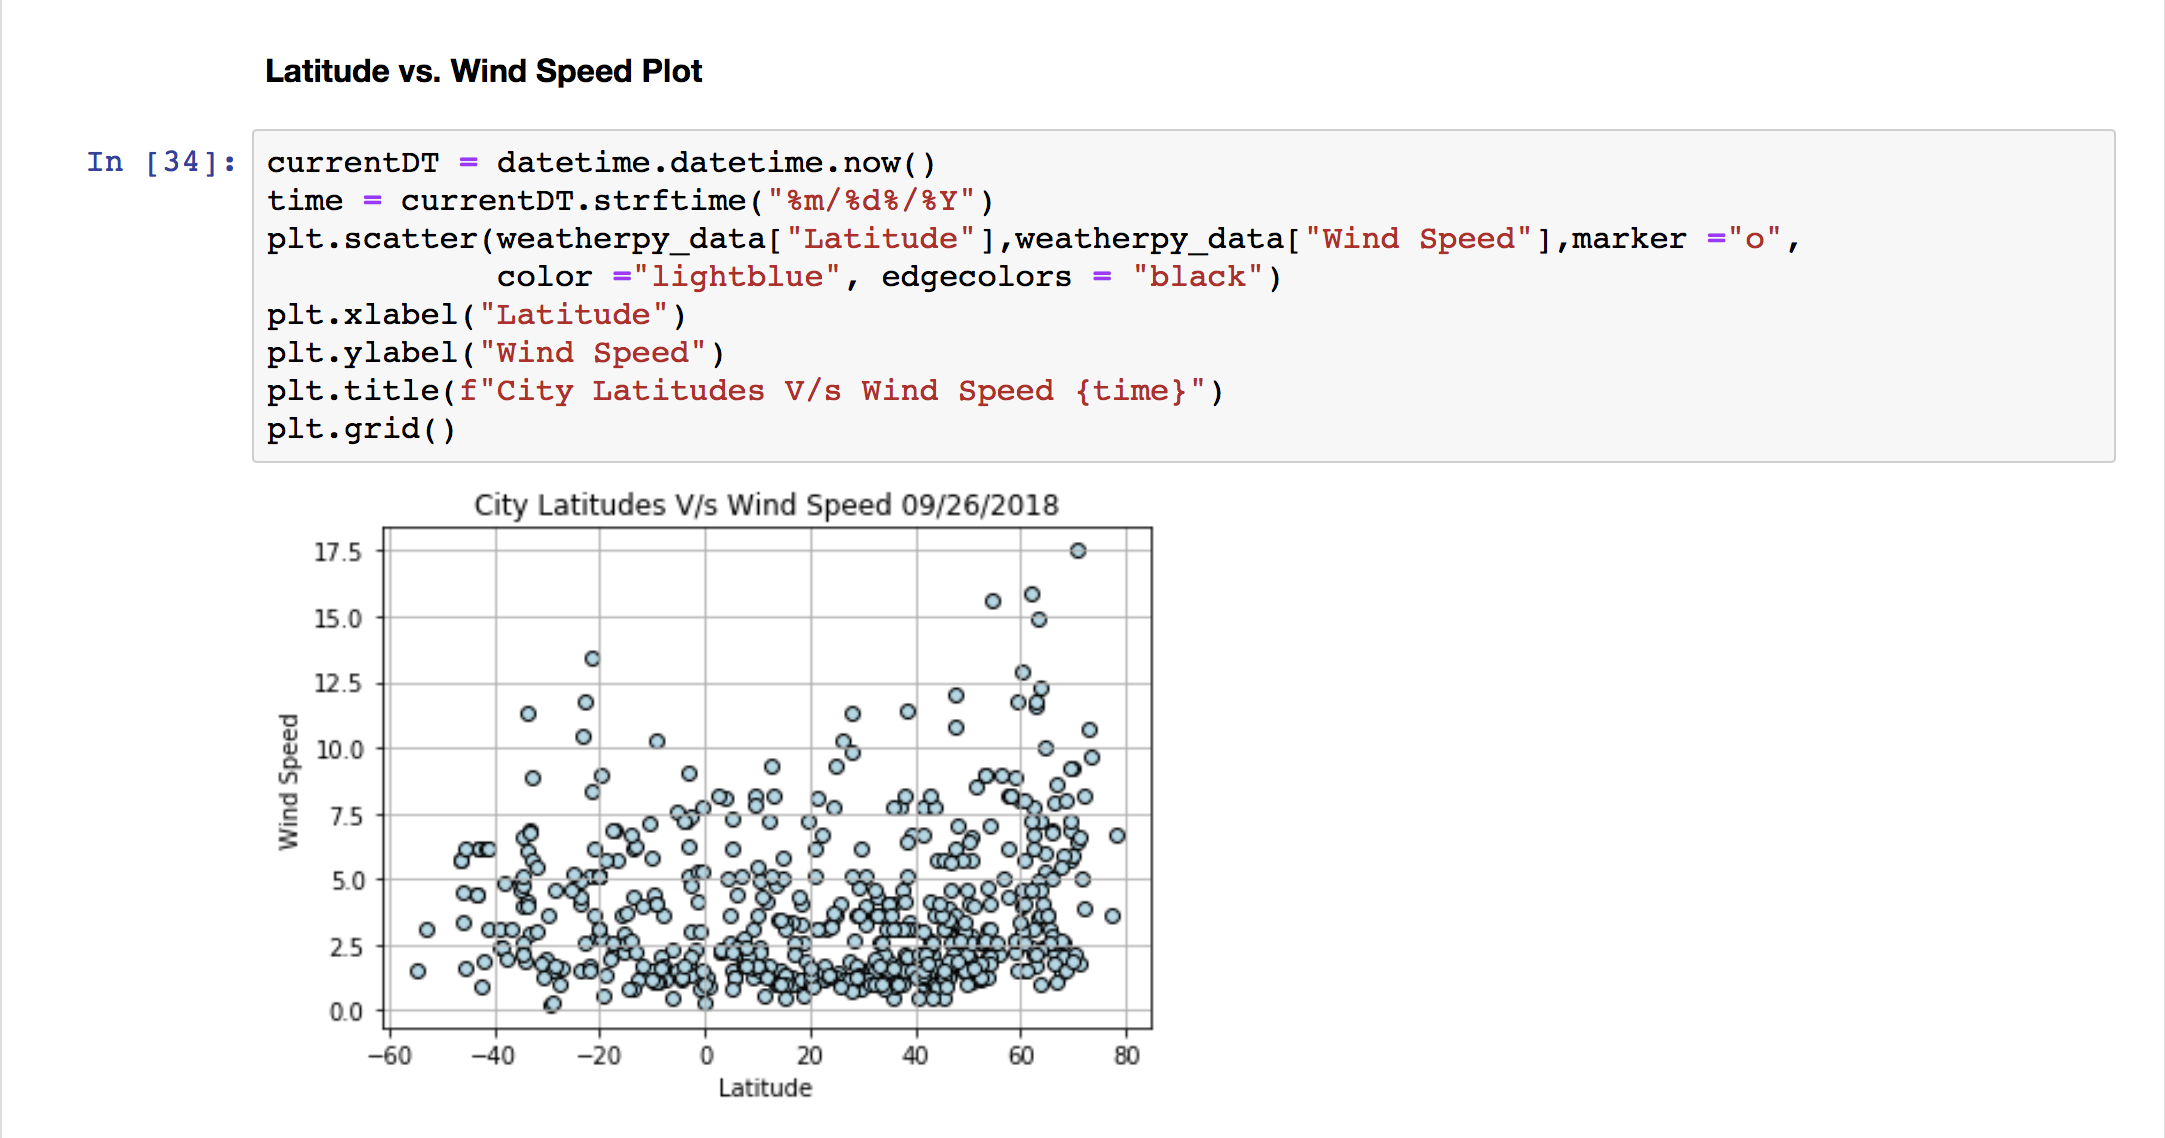 Latitude vs. Wind Speed Plot
In [34]:
currentDT = datetime.datetime.now()
time = currentDT.strftime("%m/%d%/%Y")
plt.scatter(weatherpy_data["Latitude"],weatherpy_data["Wind Speed"],marker ="o",
            color ="lightblue", edgecolors = "black")
plt.xlabel("Latitude")
plt.ylabel("Wind Speed")
plt.title(f"City Latitudes V/s Wind Speed {time}")
plt.grid()
City Latitudes V/s Wind Speed 09/26/2018
17.5
15.0
12.5
10.0
7.5
5.0
2.5
0.0
Wind Speed
−60 −40 −20 0 20 40 60 80
Latitude